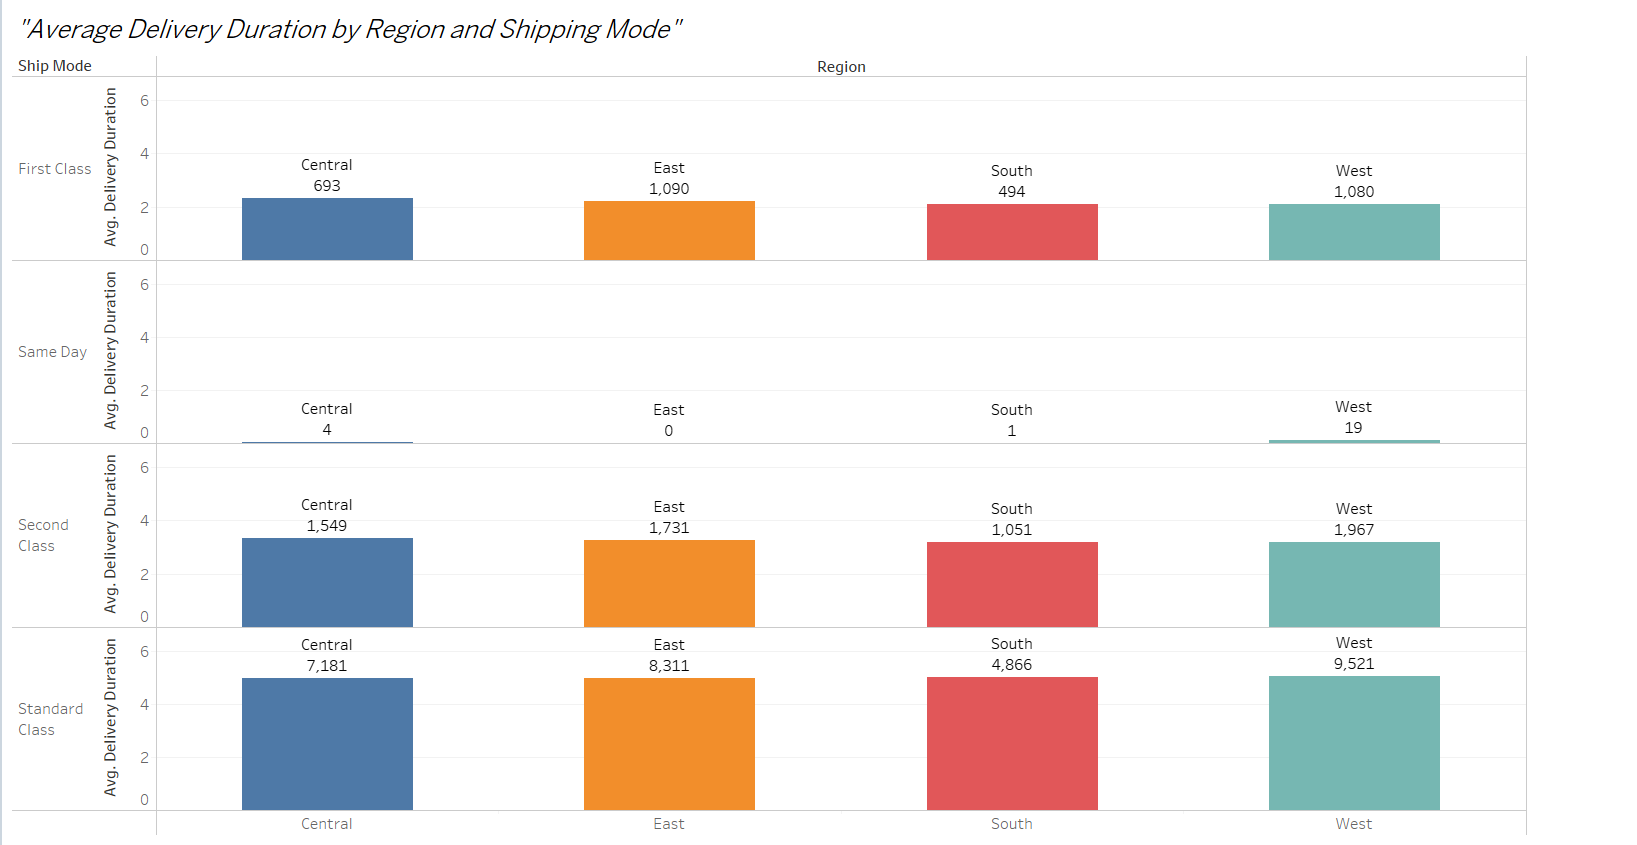 "Average Delivery Duration by Region and Shipping Mode"
Ship Mode
Region
First Class
Avg. Delivery Duration
6
4
2
0
Central
693
East
1,090
South
494
West
1,080
Same Day
Avg. Delivery Duration
6
4
2
0
Central
4
East
0
South
1
West
19
Second
Class
Avg. Delivery Duration
6
4
2
0
Central
1,549
East
1,731
South
1,051
West
1,967
Standard
Class
Avg. Delivery Duration
6
4
2
0
Central
7,181
East
8,311
South
4,866
West
9,521
Central
East
South
West